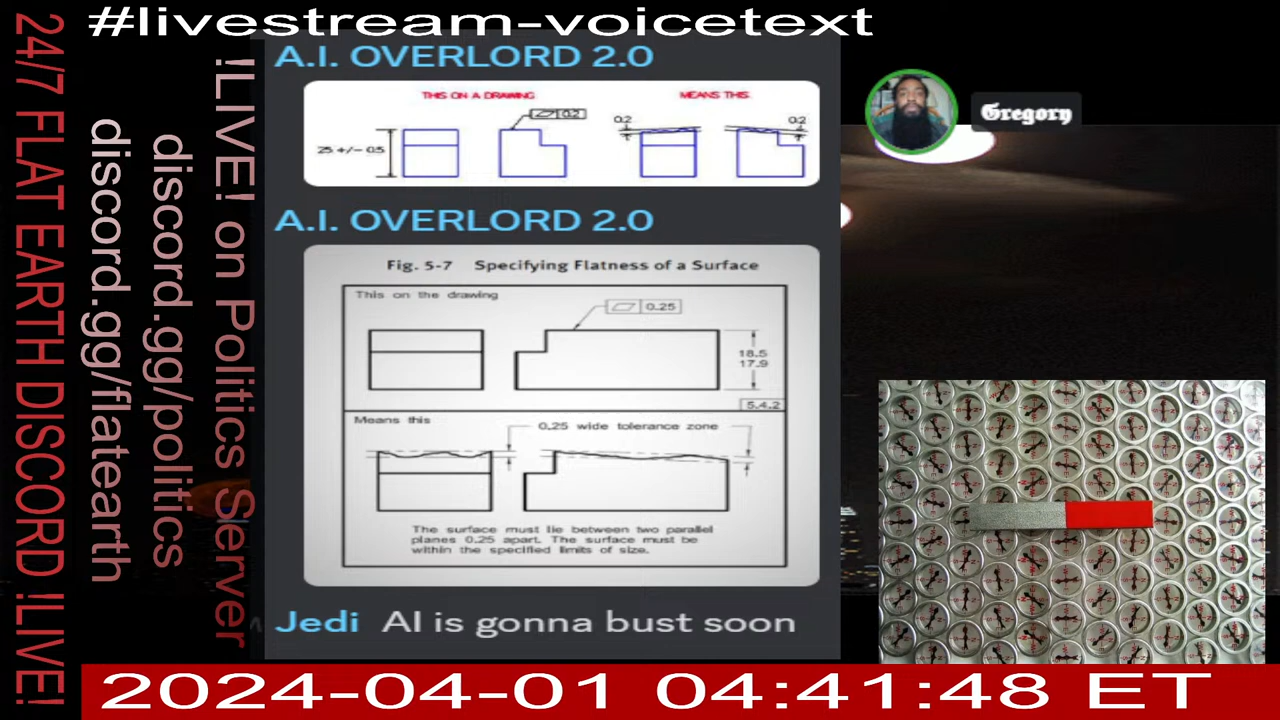 #livestream-voicetext
24/7 FLAT EARTH DISCORD !LIVE!
discord.gg/flatearth
discord.gg/politics
!LIVE! on Politics Server
A.I. OVERLORD 2.0
THIS ON A DRAWING
MEANS THIS
0.2
25 +/- 0.5
0.2
0.2
A.I. OVERLORD 2.0
Fig. 5-7 Specifying Flatness of a Surface
This on the drawing
0.25
18.5
17.9
5.4.2
Means this
0.25 wide tolerance zone
The surface must lie between two parallel
planes 0.25 apart. The surface must be
within the specified limits of size.
Jedi AI is gonna bust soon
Gregory
2024-04-01 04:41:48 ET